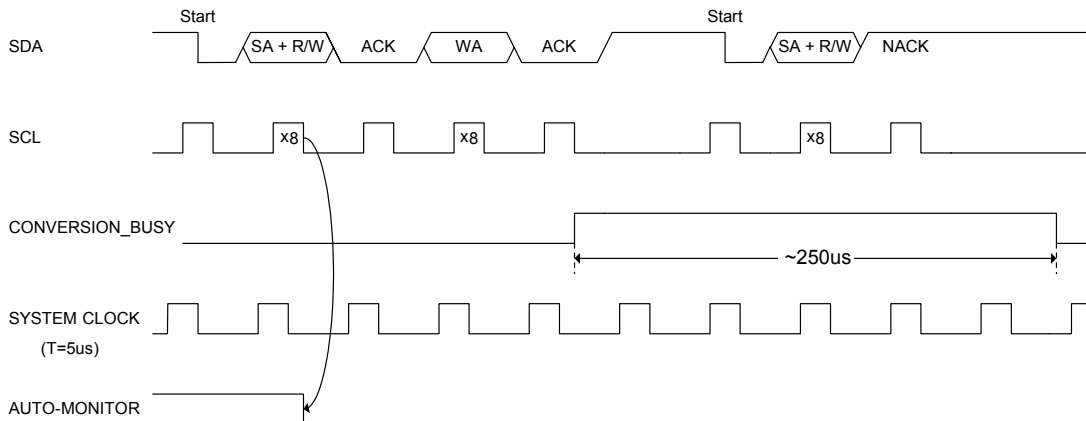 Start Start
SDA SA + R/W ACK WA ACK SA + R/W NACK
SCL x8 x8 x8
CONVERSION_BUSY
~250us
SYSTEM CLOCK
(T=5us)
AUTO-MONITOR